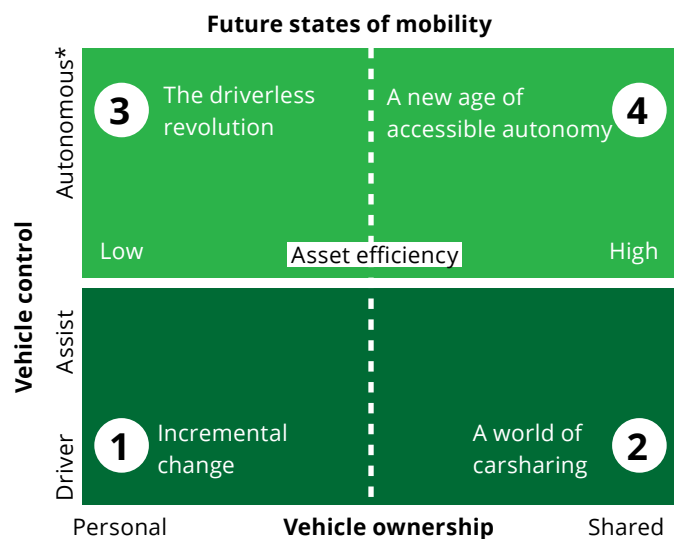 Future states of mobility
Autonomous*
3
The driverless
revolution
A new age of
accessible autonomy
4
Low
Asset efficiency
High
Vehicle control
Assist
Driver
1
Incremental
change
A world of
carsharing
2
Personal
Vehicle ownership
Shared